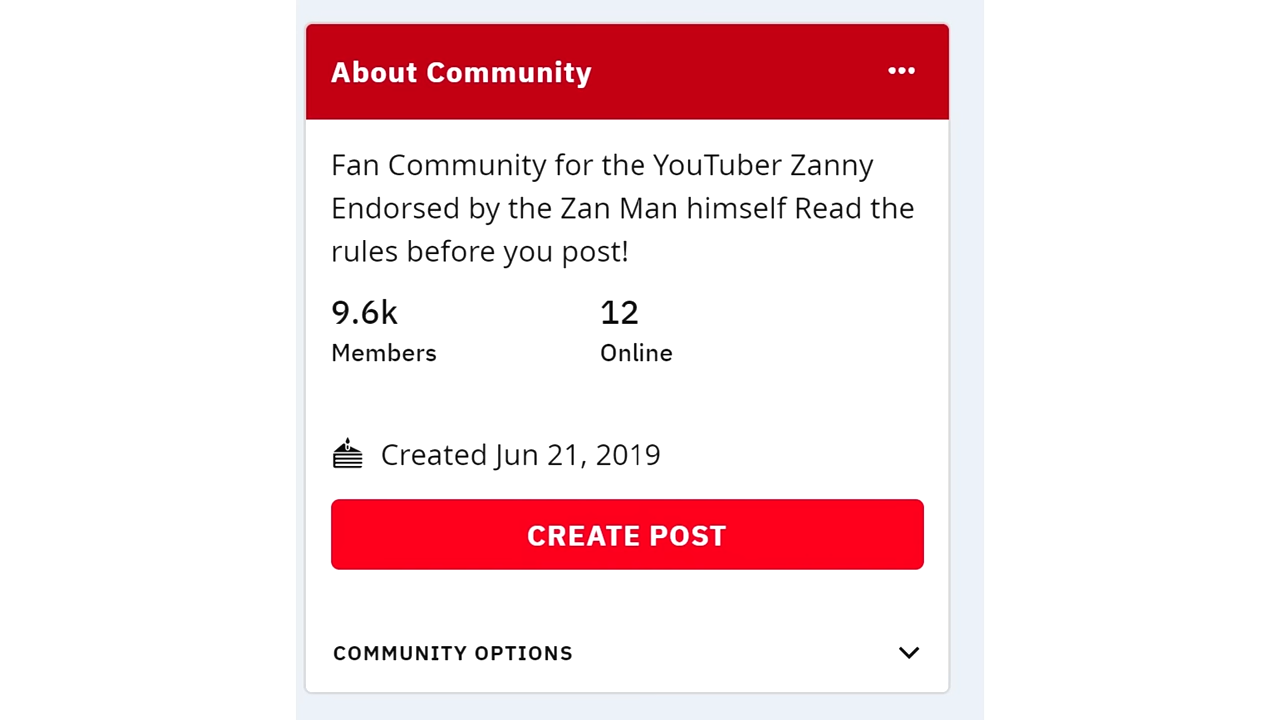 About Community
Fan Community for the YouTuber Zanny
Endorsed by the Zan Man himself Read the
rules before you post!
9.6k
12
Members
Online
Created Jun 21, 2019
CREATE POST
COMMUNITY OPTIONS